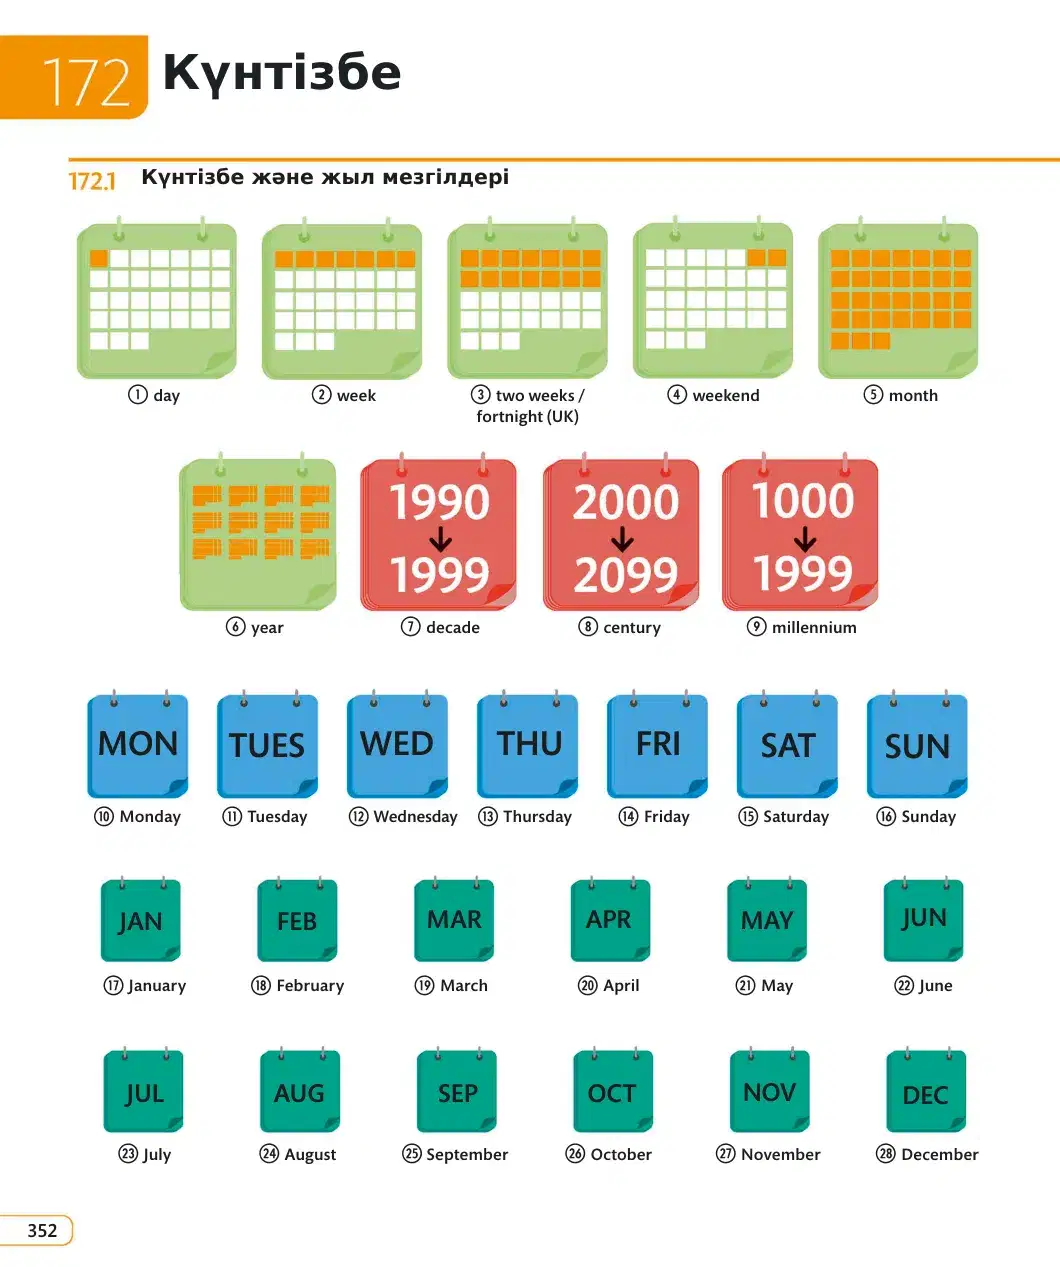 172 Күнтізбе
172.1 Күнтізбе және жыл мезгілдері
① day ② week ③ two weeks / ④ weekend ⑤ month
fortnight (UK)
1990 2000 1000
1999 2099 1999
⑥ year ⑦ decade ⑧ century ⑨ millennium
MON TUES WED THU FRI SAT SUN
⑩ Monday ⑪ Tuesday ⑫ Wednesday ⑬ Thursday ⑭ Friday ⑮ Saturday ⑯ Sunday
JAN FEB MAR APR MAY JUN
⑰ January ⑱ February ⑲ March ⑳ April ㉑ May ㉒ June
JUL AUG SEP OCT NOV DEC
㉓ July ㉔ August ㉕ September ㉖ October ㉗ November ㉘ December
352